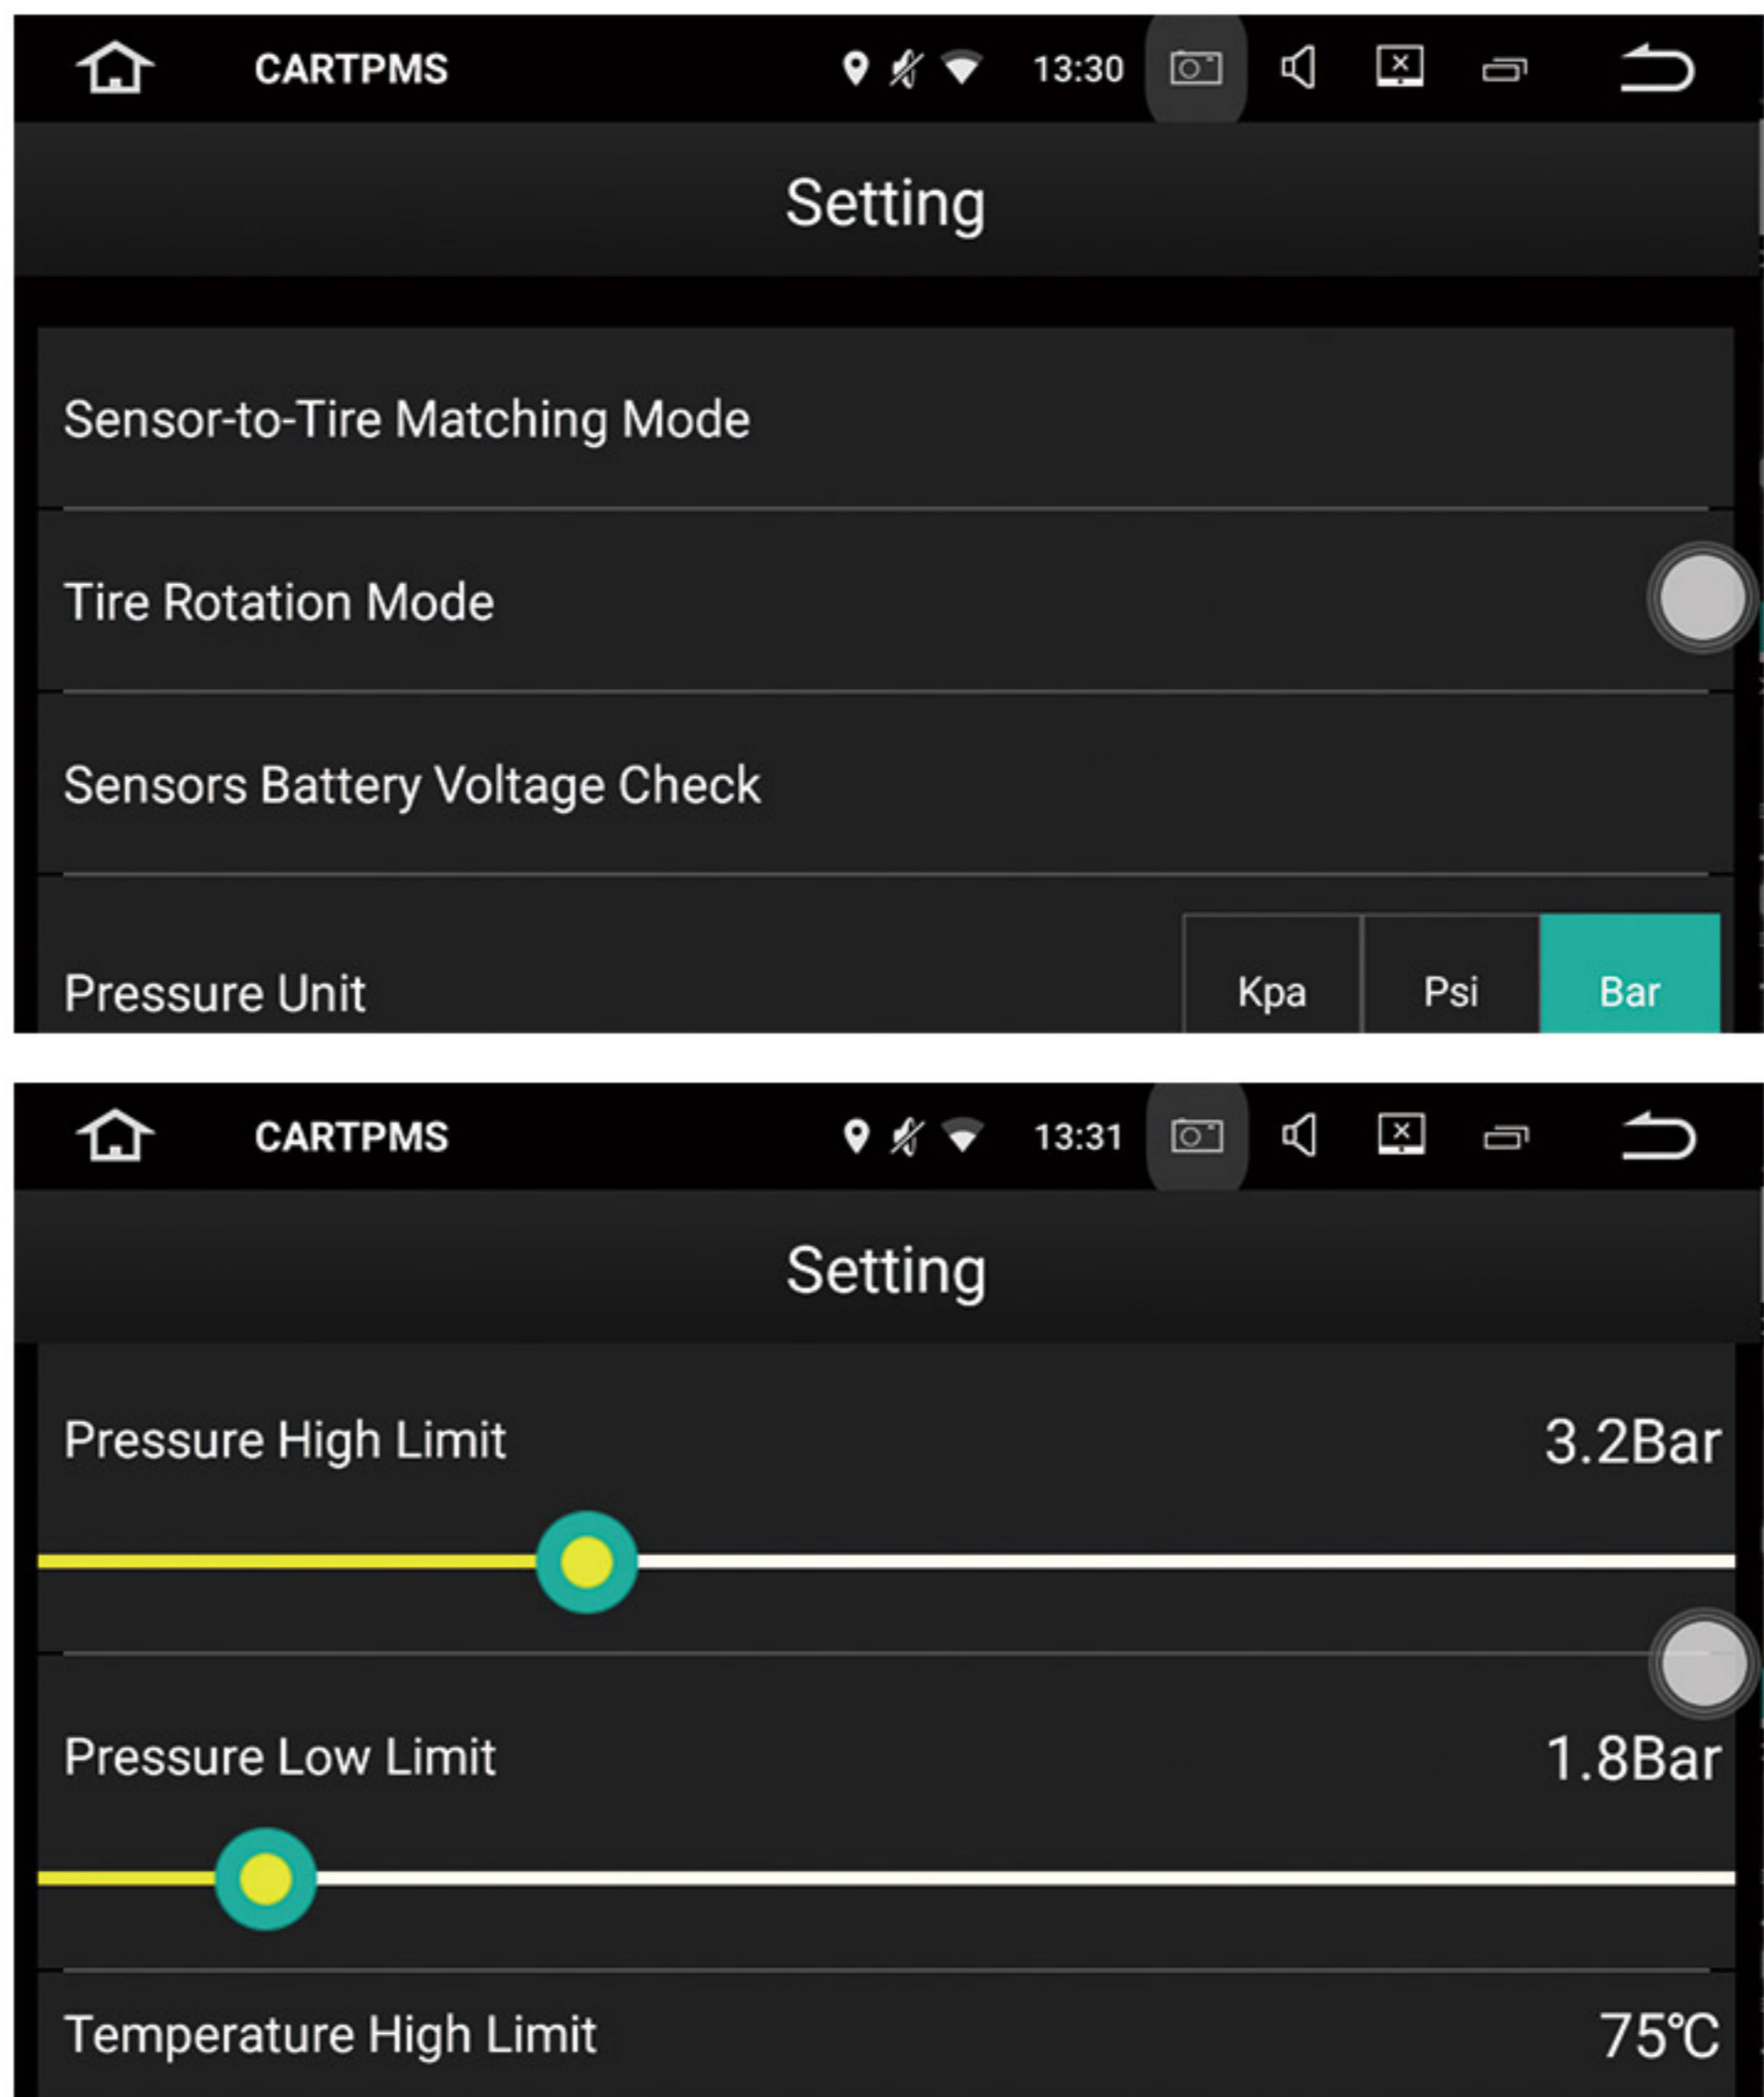 CARTPMS 13:30
Setting
Sensor-to-Tire Matching Mode
Tire Rotation Mode
Sensors Battery Voltage Check
Pressure Unit Kpa Psi Bar
CARTPMS 13:31
Setting
Pressure High Limit 3.2Bar
Pressure Low Limit 1.8Bar
Temperature High Limit 75℃